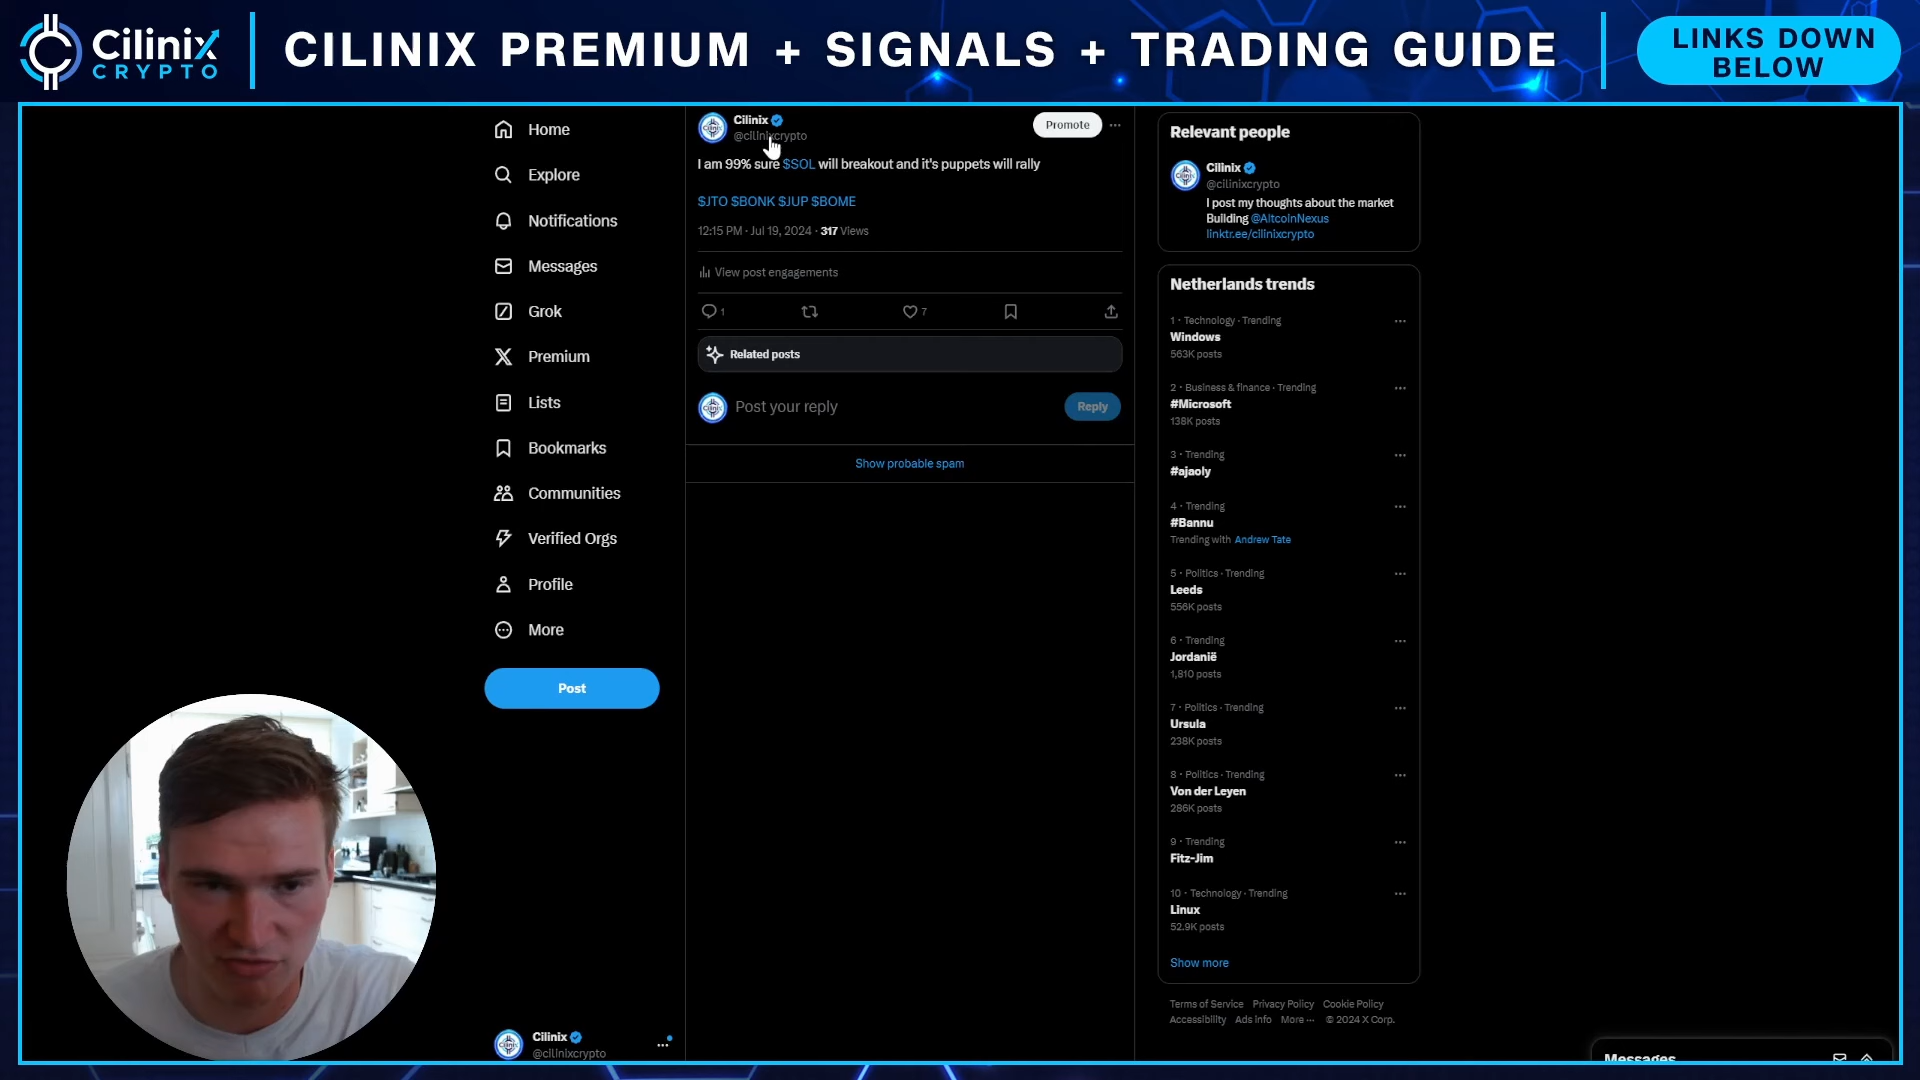 Cilinix
CRYPTO
CILINIX PREMIUM + SIGNALS + TRADING GUIDE
LINKS DOWN
BELOW
Home
Explore
Notifications
Messages
Grok
Premium
Lists
Bookmarks
Communities
Verified Orgs
Profile
More
Post
Cilinix
@cilinixcrypto
Cilinix
@cilinixcrypto
Promote
I am 99% sure $SOL will breakout and it's puppets will rally
$JTO $BONK $JUP $BOME
12:15 PM · Jul 19, 2024 · 317 Views
View post engagements
1
7
Related posts
Post your reply
Reply
Show probable spam
Relevant people
Cilinix
@cilinixcrypto
I post my thoughts about the market
Building @AltcoinNexus
linktr.ee/cilinixcrypto
Netherlands trends
1 · Technology · Trending
Windows
563K posts
2 · Business & finance · Trending
#Microsoft
138K posts
3 · Trending
#ajaoly
4 · Trending
#Bannu
Trending with Andrew Tate
5 · Politics · Trending
Leeds
556K posts
6 · Trending
Jordanië
1,810 posts
7 · Politics · Trending
Ursula
238K posts
8 · Politics · Trending
Von der Leyen
286K posts
9 · Trending
Fitz-Jim
10 · Technology · Trending
Linux
52.9K posts
Show more
Terms of Service Privacy Policy Cookie Policy
Accessibility Ads info More ··· © 2024 X Corp.
Messages